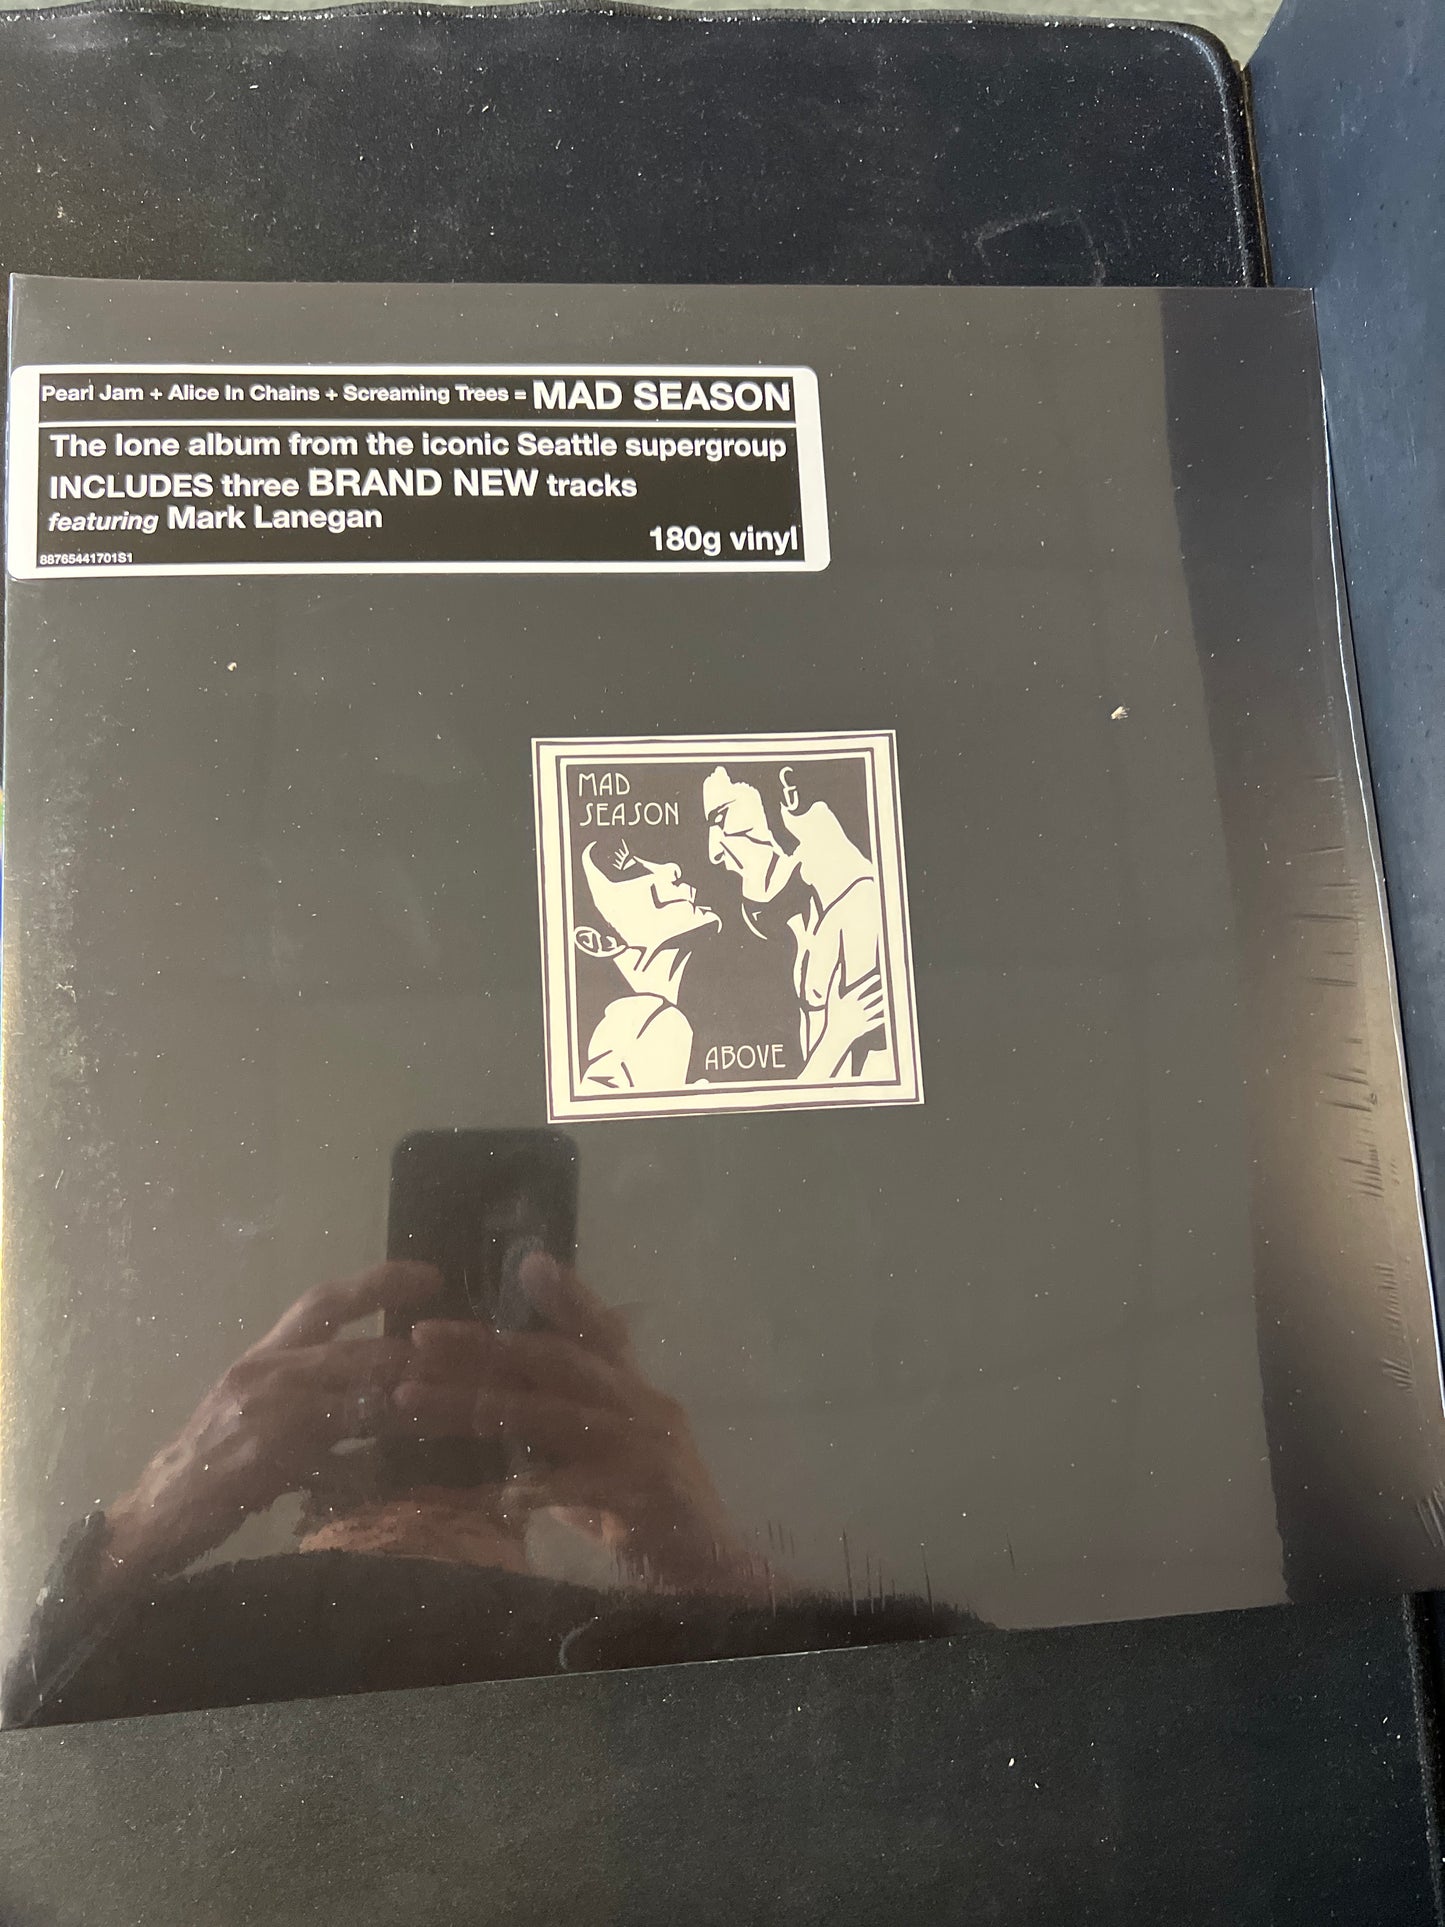 Pearl Jam + Alice In Chains + Screaming Trees = MAD SEASON
The lone album from the iconic Seattle supergroup
INCLUDES three BRAND NEW tracks
featuring Mark Lanegan
180g vinyl
88765441701S1
MAD
SEASON
ABOVE